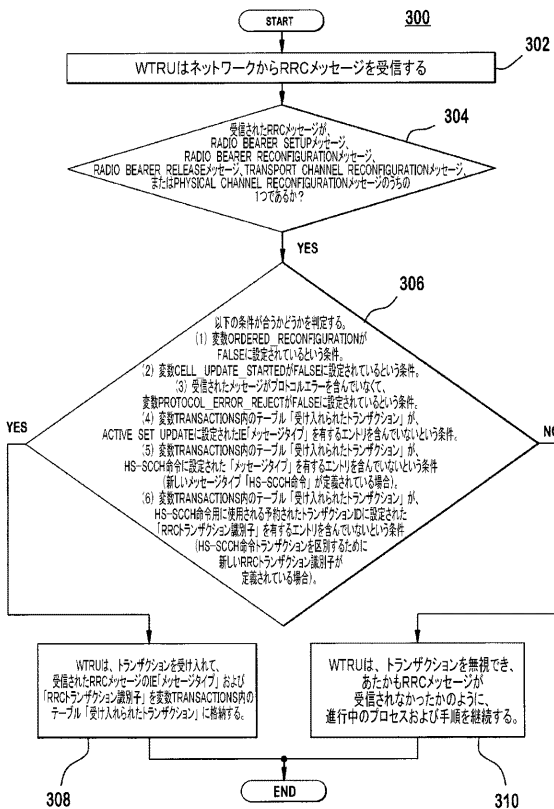 START
300
302
WTRUはネットワークからRRCメッセージを受信する
304
受信されたRRCメッセージが、
RADIO BEARER SETUPメッセージ、
RADIO BEARER RECONFIGURATIONメッセージ、
RADIO BEARER RELEASEメッセージ、TRANSPORT CHANNEL RECONFIGURATIONメッセージ、
またはPHYSICAL CHANNEL RECONFIGURATIONメッセージのうちの
1つであるか？
YES
306
以下の条件が合うかどうかを判定する。
(1) 変数ORDERED_RECONFIGURATIONが
FALSEに設定されているという条件。
(2) 変数CELL_UPDATE_STARTEDがFALSEに設定されているという条件。
(3) 受信されたメッセージがプロトコルエラーを含んでいなくて、
変数PROTOCOL_ERROR_REJECTがFALSEに設定されている条件。
(4) 変数TRANSACTIONS内のテーブル「受け入れられたトランザクション」が、
ACTIVE SET UPDATEに設定されたIE「メッセージタイプ」を有するエントリを含んでいないという条件。
(5) 変数TRANSACTIONS内のテーブル「受け入れられたトランザクション」が、
HS-SCCH命令に設定された「メッセージタイプ」を有するエントリを含んでいないという条件
(新しいメッセージタイプ「HS-SCCH命令」が定義されている場合)。
(6) 変数TRANSACTIONS内のテーブル「受け入れられたトランザクション」が、
HS-SCCH命令用に使用される予約されたトランザクションIDに設定された
「RRCトランザクション識別子」を有するエントリを含んでいないという条件
(HS-SCCH命令トランザクションを区別するために
新しいRRCトランザクション識別子が
定義されている場合)。
YES
NO
WTRUは、トランザクションを受け入れて、
受信されたRRCメッセージのIE「メッセージタイプ」および
「RRCトランザクション識別子」を変数TRANSACTIONS内の
テーブル「受け入れられたトランザクション」に格納する。
308
WTRUは、トランザクションを無視でき、
あたかもRRCメッセージが
受信されなかったかのように、
進行中のプロセスおよび手順を継続する。
310
END